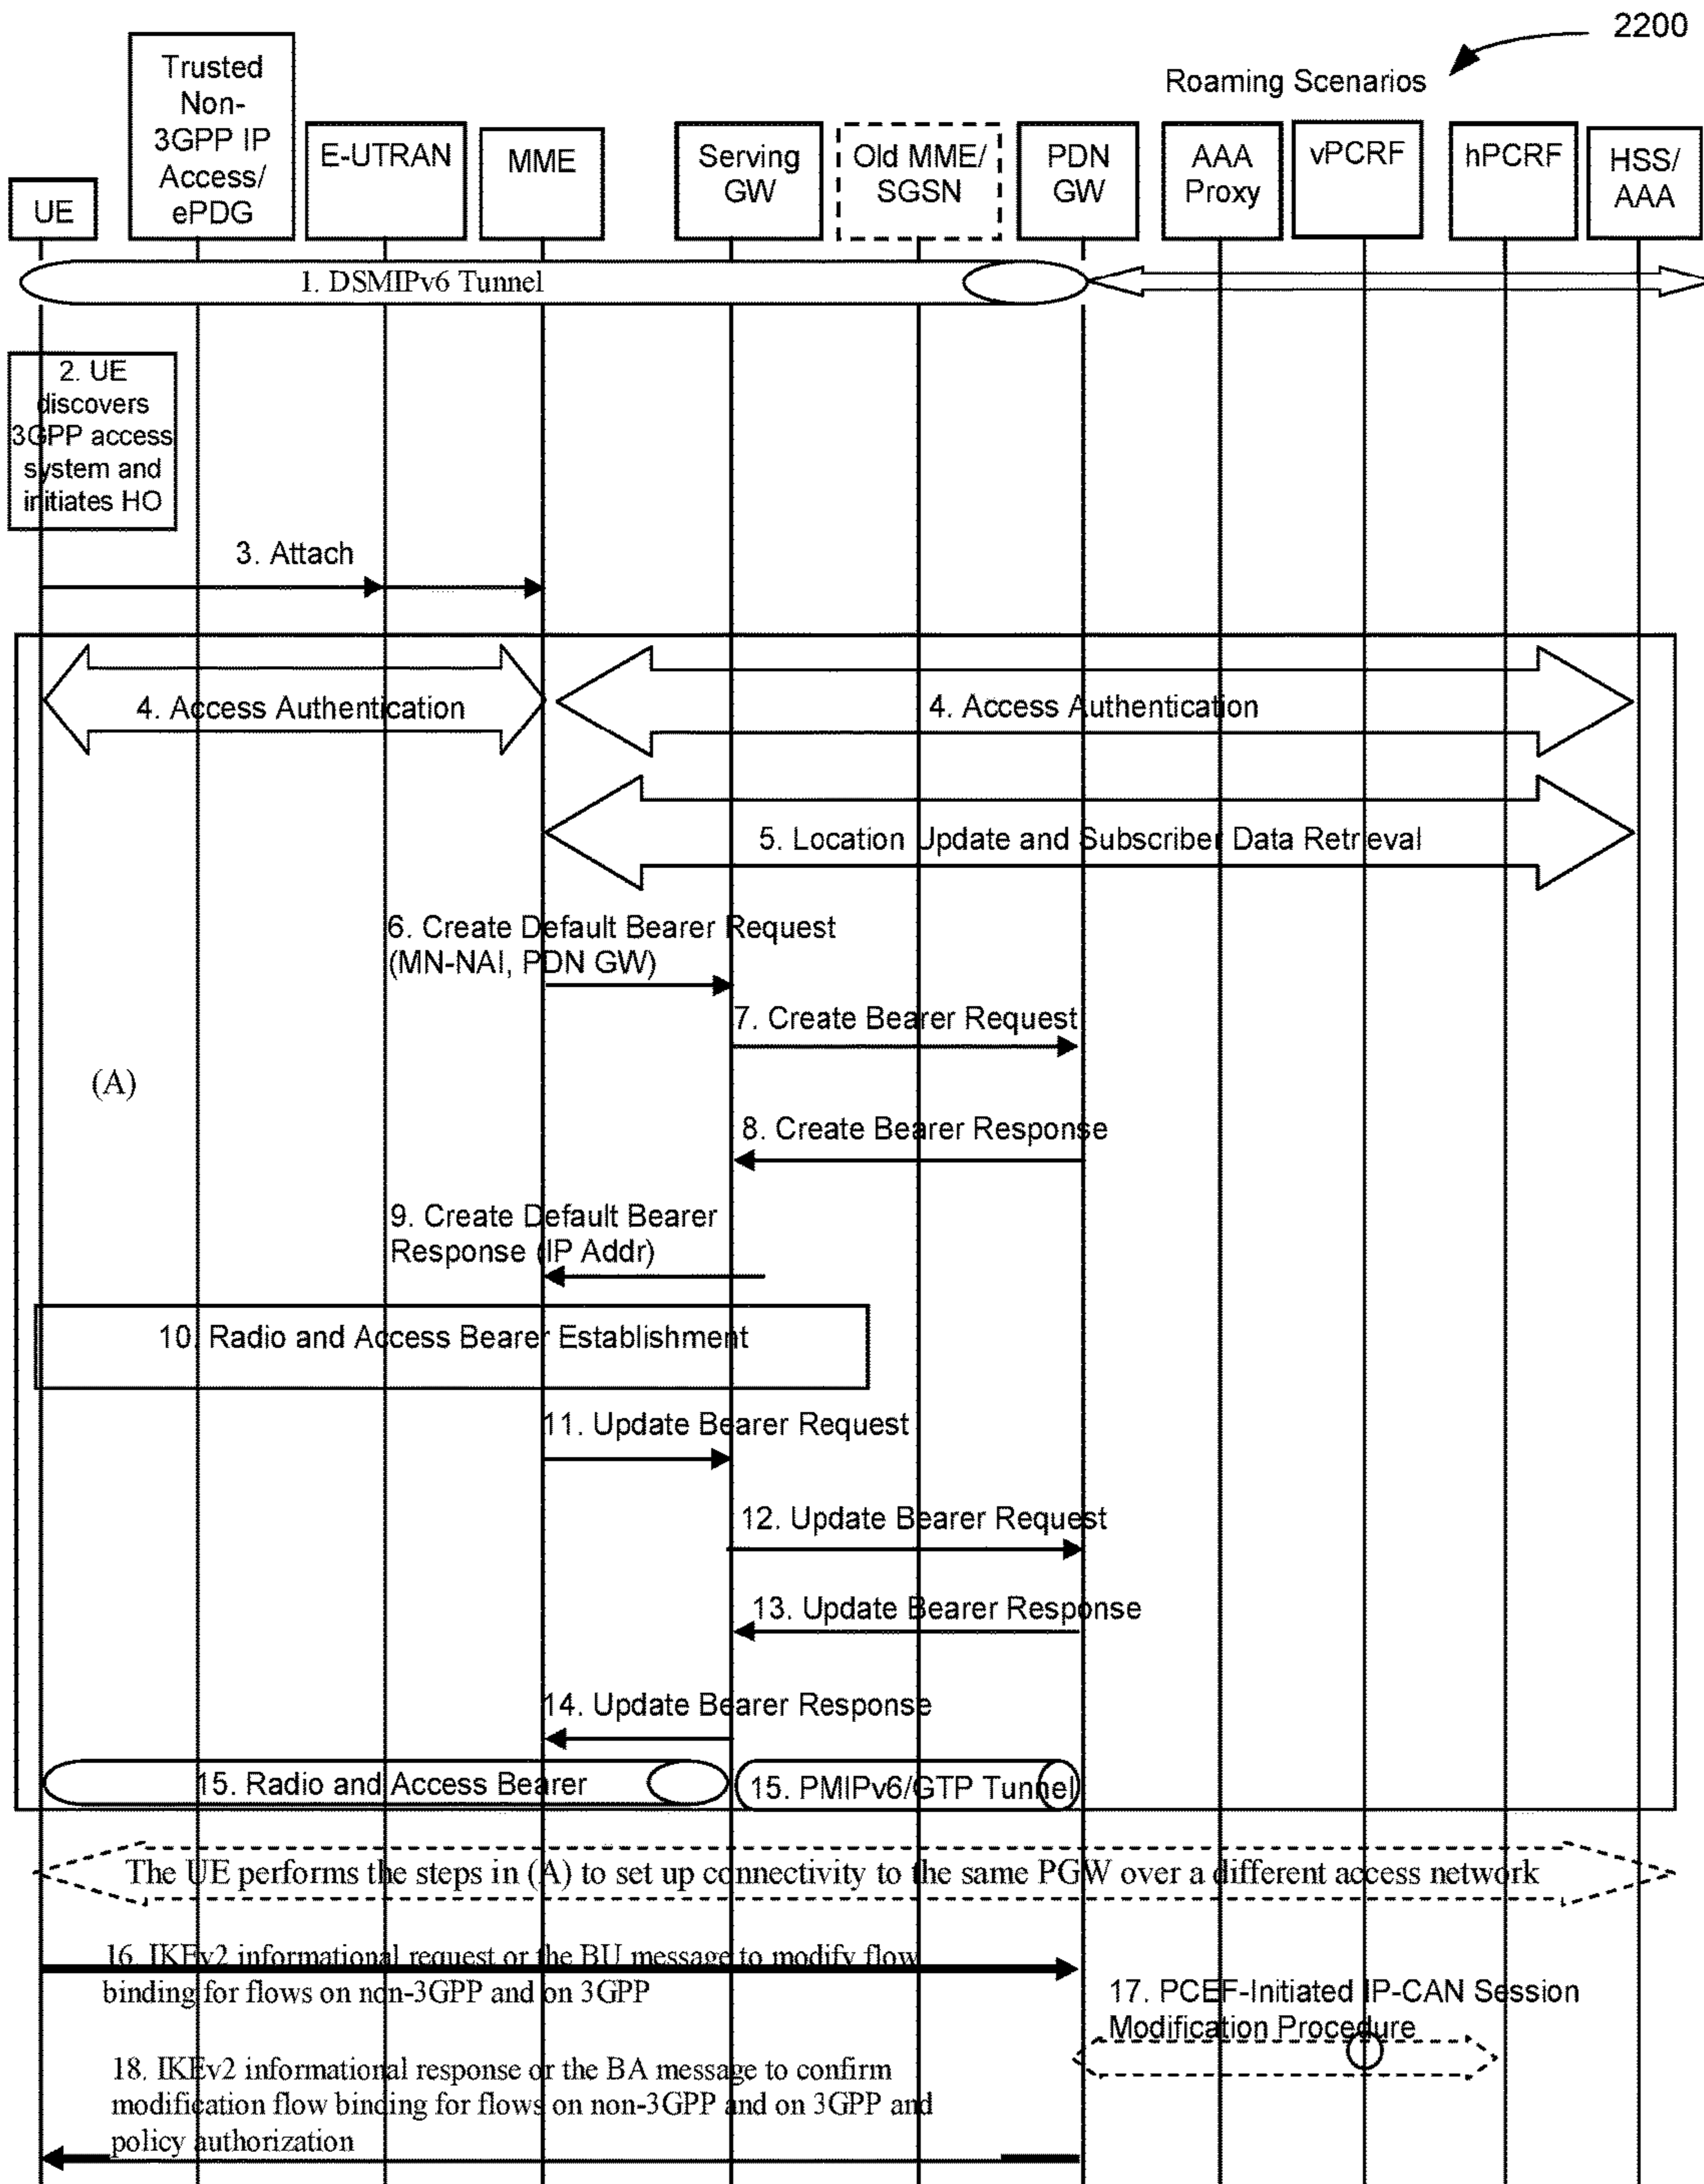 2200
Roaming Scenarios
UE
Trusted
Non-
3GPP IP
Access/
ePDG
E-UTRAN
MME
Serving
GW
Old MME/
SGSN
PDN
GW
AAA
Proxy
vPCRF
hPCRF
HSS/
AAA
1. DSMIPv6 Tunnel
2. UE
discovers
3GPP access
system and
initiates HO
3. Attach
4. Access Authentication
4. Access Authentication
5. Location Update and Subscriber Data Retrieval
6. Create Default Bearer Request
(MN-NAI, PDN GW)
7. Create Bearer Request
(A)
8. Create Bearer Response
9. Create Default Bearer
Response (IP Addr)
10. Radio and Access Bearer Establishment
11. Update Bearer Request
12. Update Bearer Request
13. Update Bearer Response
14. Update Bearer Response
15. Radio and Access Bearer
15. PMIPv6/GTP Tunnel
The UE performs the steps in (A) to set up connectivity to the same PGW over a different access network
16. IKEv2 informational request or the BU message to modify flow
binding for flows on non-3GPP and on 3GPP
17. PCEF-Initiated IP-CAN Session
Modification Procedure
18. IKEv2 informational response or the BA message to confirm
modification flow binding for flows on non-3GPP and on 3GPP and
policy authorization